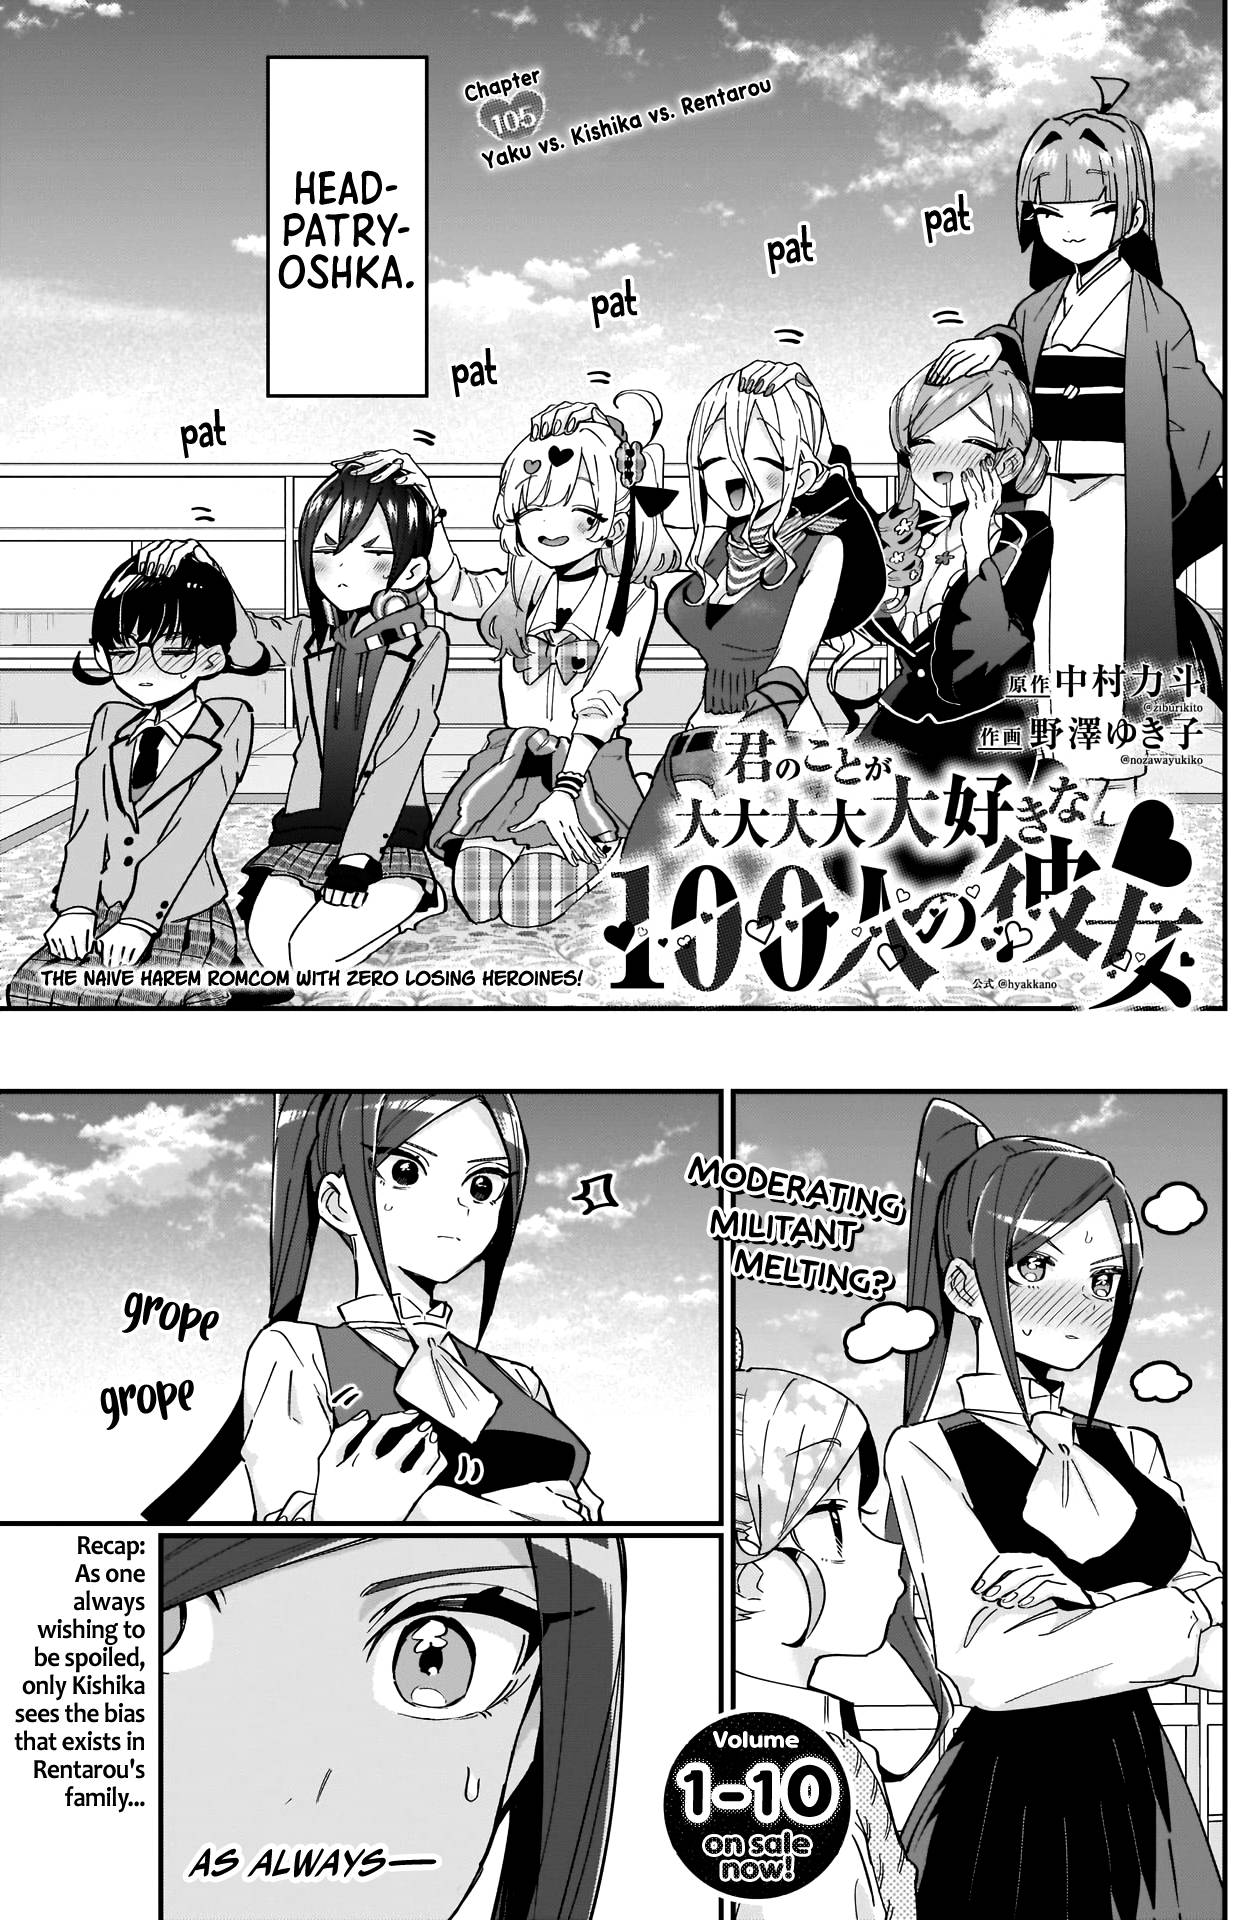 Chapter
105
Yaku vs. Kishika vs. Rentarou
HEAD-
PATRY-
OSHKA.
pat
pat
pat
pat
pat
原作 中村力斗
@ziburikito
作画 野澤ゆき子
@nozawayukiko
君のことが
大大大大大好きな
100人の彼女
公式 @hyakkano
THE NAIVE HAREM ROMCOM WITH ZERO LOSING HEROINES!
MODERATING
MILITANT
MELTING?
grope
grope
Recap:
As one
always
wishing to
be spoiled,
only Kishika
sees the bias
that exists in
Rentarou's
family...
AS ALWAYS—
Volume
1-10
on sale
now!